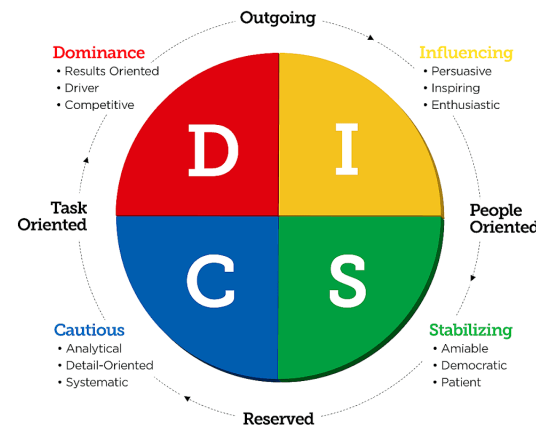 Outgoing
Dominance
• Results Oriented
• Driver
• Competitive
Influencing
• Persuasive
• Inspiring
• Enthusiastic
D
I
Task
Oriented
People
Oriented
C
S
Cautious
• Analytical
• Detail-Oriented
• Systematic
Stabilizing
• Amiable
• Democratic
• Patient
Reserved